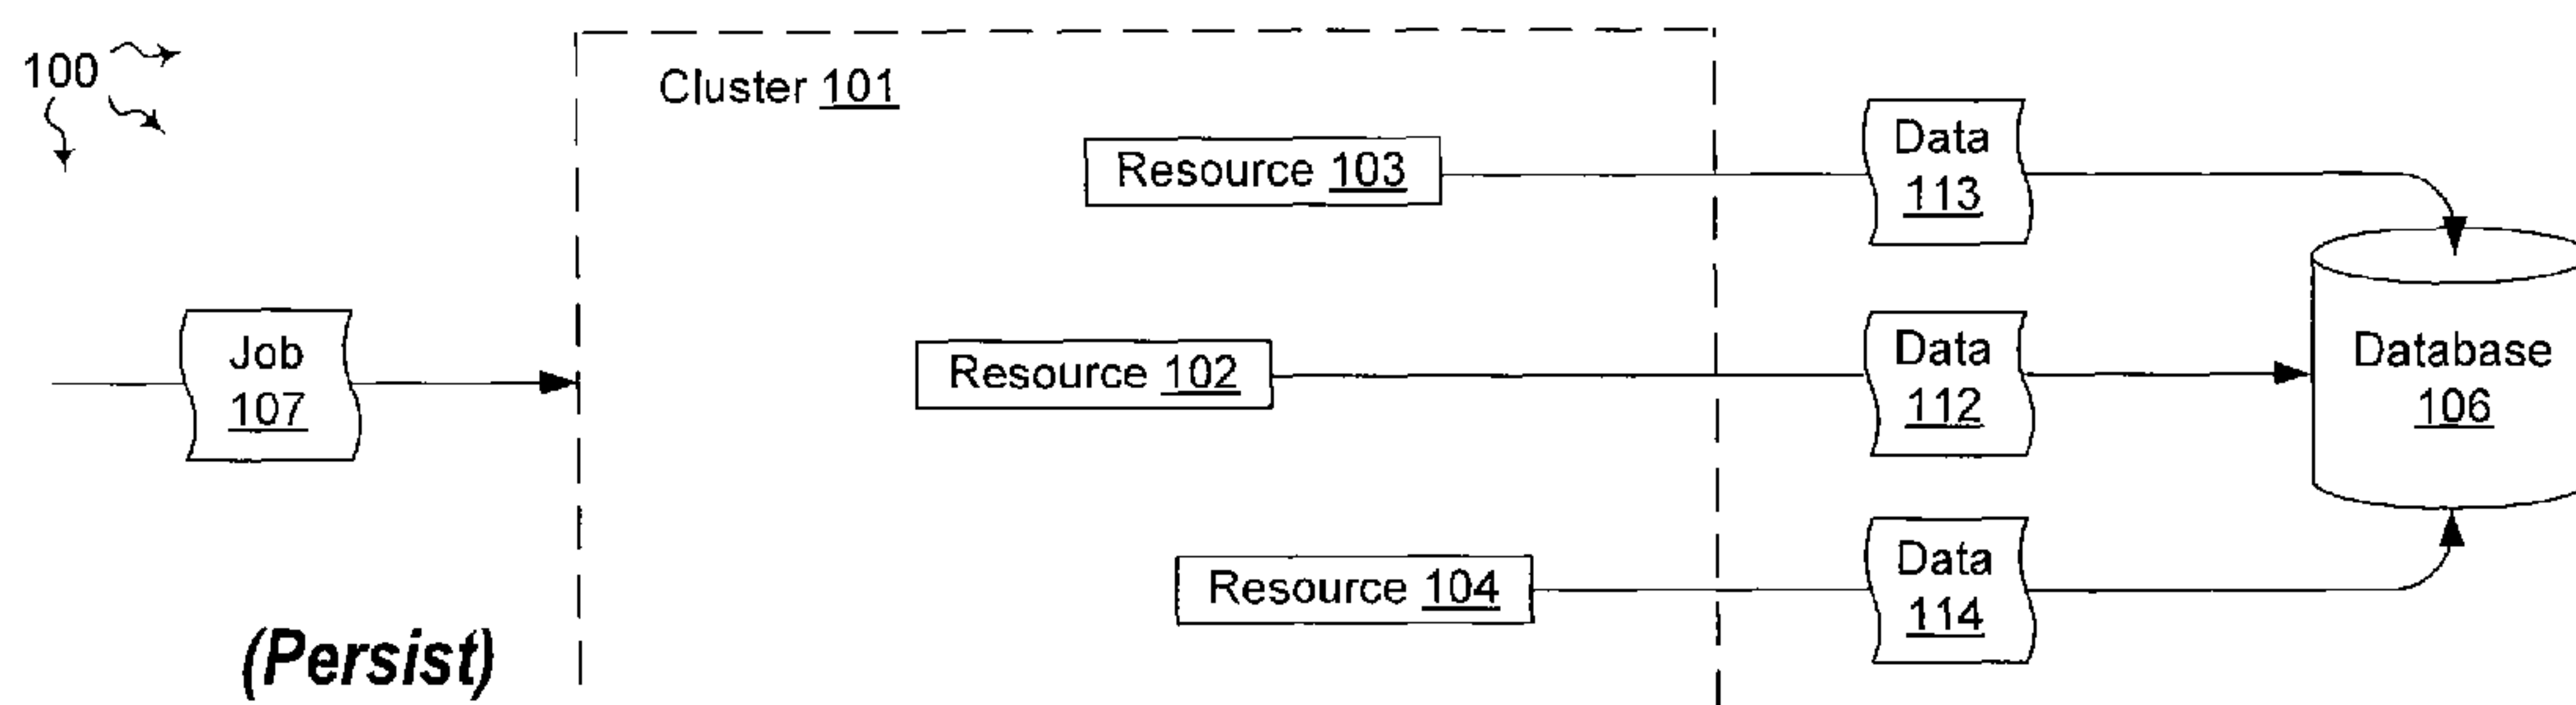 100
Cluster 101
Resource 103
Data
113
Job
107
Resource 102
Data
112
Database
106
Resource 104
Data
114
(Persist)